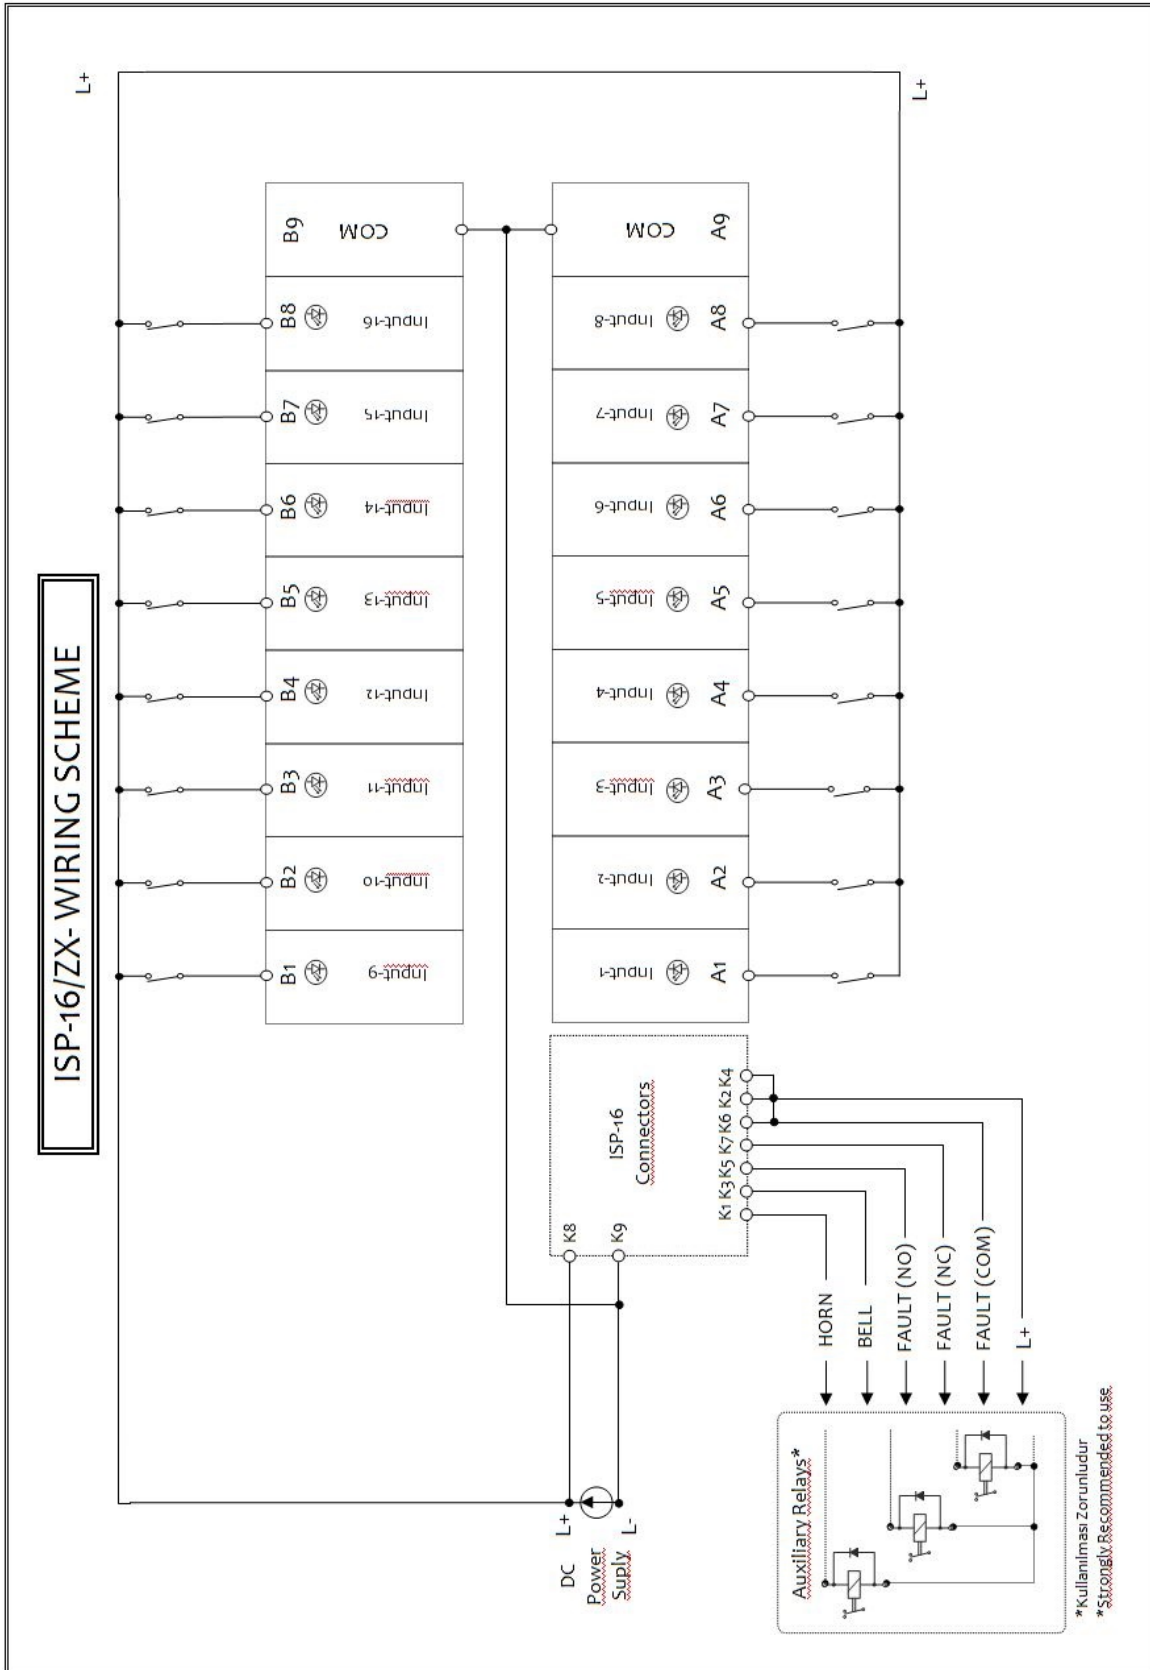 ISP-16/ZX- WIRING SCHEME
L+
L+
B1
B2
B3
B4
B5
B6
B7
B8
B9
Input-9
Input-10
Input-11
Input-12
Input-13
Input-14
Input-15
Input-16
COM
Input-1
Input-2
Input-3
Input-4
Input-5
Input-6
Input-7
Input-8
COM
A1
A2
A3
A4
A5
A6
A7
A8
A9
L+
L-
DC
Power
Suply
K8
K9
ISP-16
Connectors
K1 K3 K5 K7 K6 K2 K4
HORN
BELL
FAULT (NO)
FAULT (NC)
FAULT (COM)
L+
Auxiliary Relays*
*Kullanılması Zorunludur
*Strongly Recommended to use